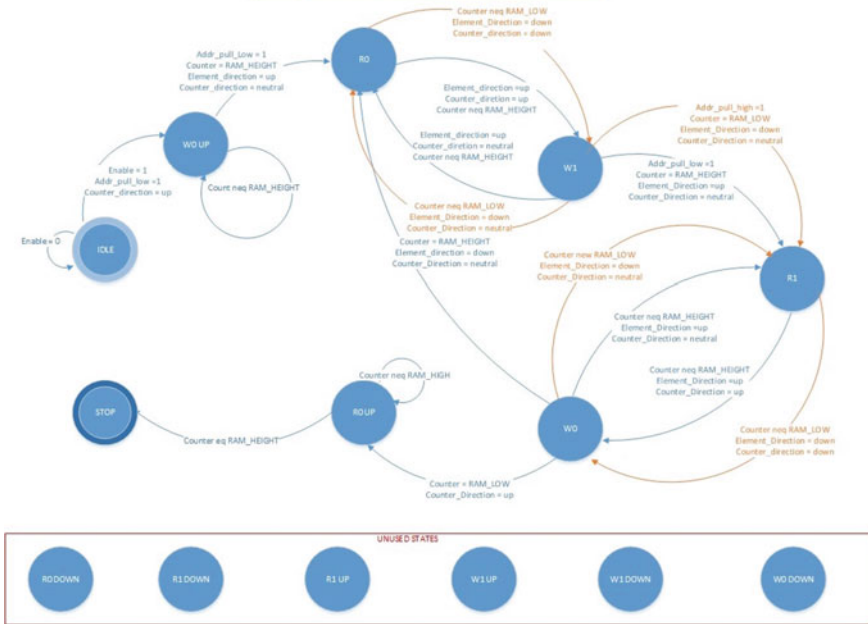 Counter neq RAM_LOW
Element_Direction = down
Counter_direction = down
Addr_pull_Low = 1
Counter = RAM_HEIGHT
Element_direction = up
Counter_direction = neutral
R0
Element_direction =up
Counter_diretion = up
Counter neq RAM_HEIGHT
Addr_pull_high =1
Counter = RAM_LOW
Element_Direction = down
Counter_Direction = neutral
W0 UP
Element_direction=up
Counter_diretion = neutral
Counter neq RAM_HEIGHT
W1
Addr_pull_low =1
Counter = RAM_HEIGHT
Element_Direction =up
Counter_Direction = neutral
Enable = 1
Addr_pull_low =1
Counter_direction = up
Count neq RAM_HEIGHT
Counter neq RAM_LOW
Element_Direction = down
Counter_Direction = neutral
Enable = 0
IDLE
Counter = RAM_HEIGHT
Element_direction = down
Counter_Direction = neutral
Counter new RAM_LOW
Element_Direction = down
Counter_Direction = neutral
R1
Counter neq RAM_HEIGHT
Element_Direction =up
Counter_Direction = neutral
Counter neq RAM_HIGH
Counter neq RAM_HEIGHT
Element_Direction =up
Counter_Direction = up
STOP
R0 UP
W0
Counter eq RAM_HEIGHT
Counter neq RAM_LOW
Element_Direction = down
Counter_direction = down
Counter = RAM_LOW
Counter_Direction = up
UNUSED STATES
R0 DOWN
R1 DOWN
R1 UP
W1 UP
W1 DOWN
W0 DOWN